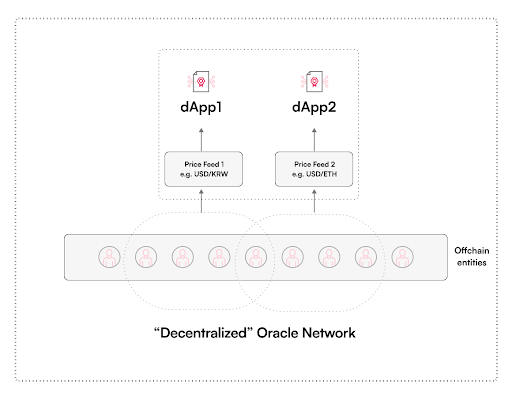 dApp1
dApp2
Price Feed 1
e.g. USD/KRW
Price Feed 2
e.g. USD/ETH
Offchain
entities
“Decentralized” Oracle Network